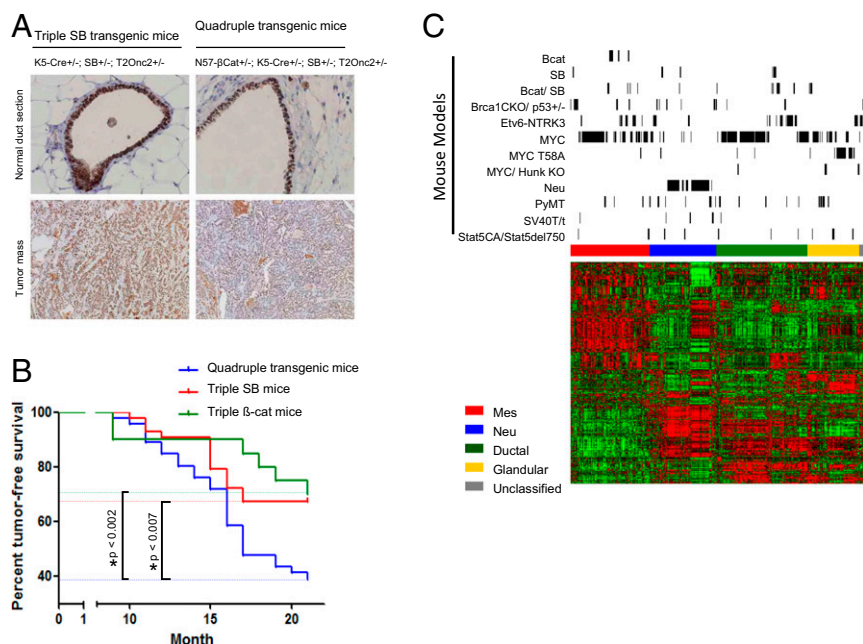 A
Triple SB transgenic mice
Quadruple transgenic mice
K5-Cre+/-; SB+/-; T2Onc2+/-
N57-βCat+/-; K5-Cre+/-; SB+/-; T2Onc2+/-
Normal duct section
Tumor mass
B
Quadruple transgenic mice
Triple SB mice
Triple ß-cat mice
Percent tumor-free survival
100
80
60
40
*p < 0.002
*p < 0.007
0
1
10
15
20
Month
C
Mouse Models
Bcat
SB
Bcat/ SB
Brca1CKO/ p53+/-
Etv6-NTRK3
MYC
MYC T58A
MYC/ Hunk KO
Neu
PyMT
SV40T/t
Stat5CA/Stat5del750
Mes
Neu
Ductal
Glandular
Unclassified